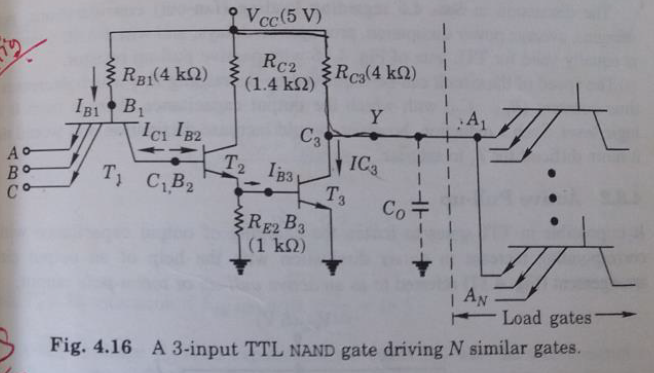 V_CC (5 V)
R_B1 (4 kΩ)
R_C2
(1.4 kΩ)
R_C3 (4 kΩ)
I_B1
B_1
I_C1 I_B2
C_3
Y
A_1
A
B
C
T_1
C_1, B_2
T_2
I_B3
IC_3
T_3
C_O
R_E2 B_3
(1 kΩ)
A_N
Load gates
Fig. 4.16 A 3-input TTL NAND gate driving N similar gates.